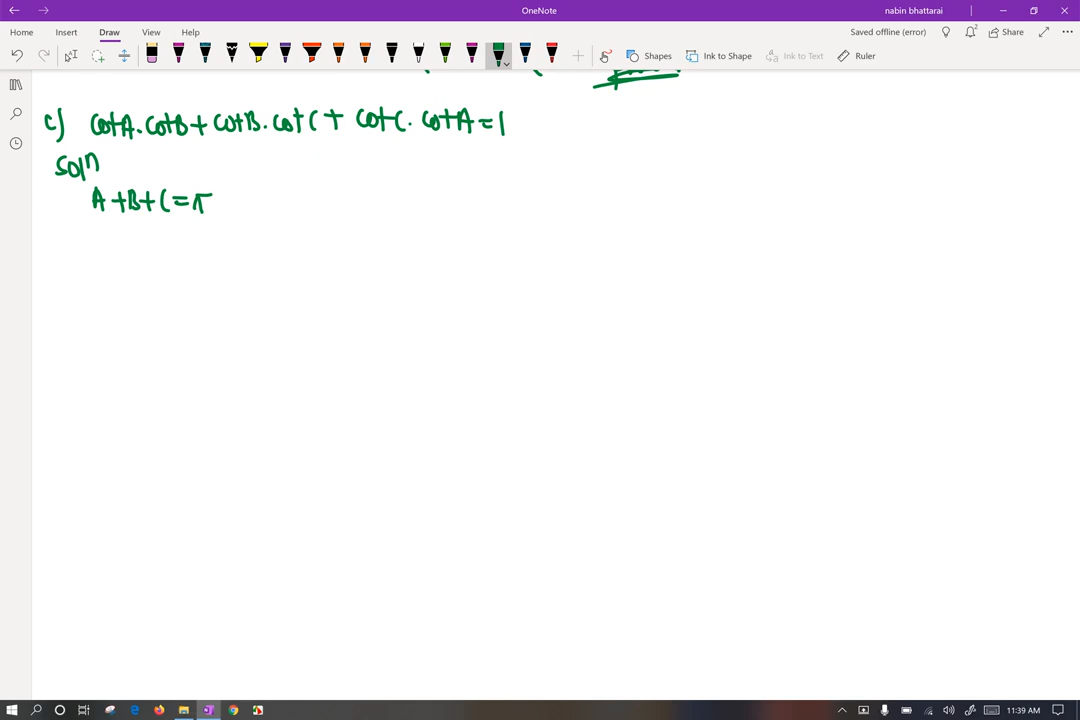 OneNote
nabin bhattarai
Home Insert Draw View Help
Saved offline (error)
2
Share
Shapes
Ink to Shape
Ink to Text
Ruler
c) cotA.cotB + cotB.cotC + cotC.cotA = 1
Soln
A+B+C = π
11:39 AM